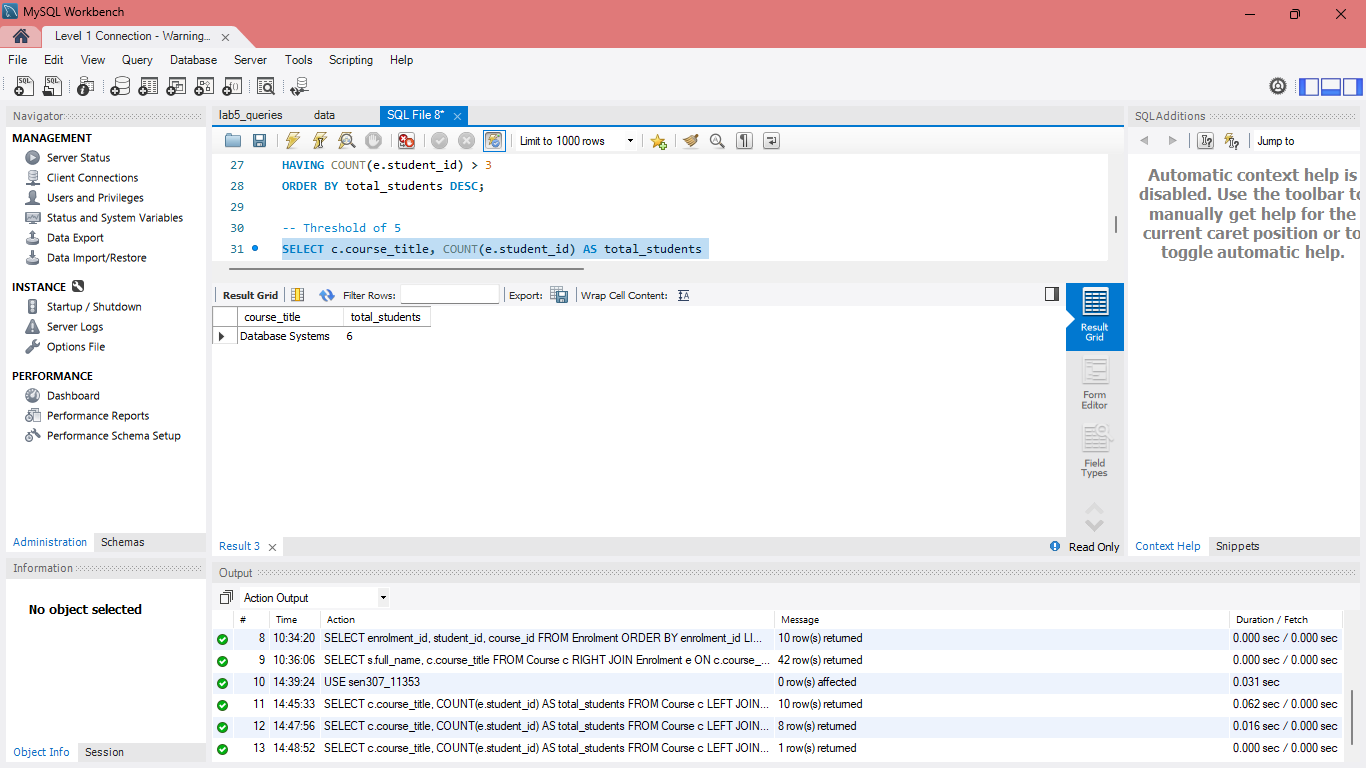 MySQL Workbench
Level 1 Connection - Warning...
File Edit View Query Database Server Tools Scripting Help
Navigator
MANAGEMENT
Server Status
Client Connections
Users and Privileges
Status and System Variables
Data Export
Data Import/Restore
INSTANCE
Startup / Shutdown
Server Logs
Options File
PERFORMANCE
Dashboard
Performance Reports
Performance Schema Setup
Administration Schemas
Information
No object selected
Object Info Session
lab5_queries data SQL File 8*
Limit to 1000 rows
27 HAVING COUNT(e.student_id) > 3
28 ORDER BY total_students DESC;
29
30 -- Threshold of 5
31 SELECT c.course_title, COUNT(e.student_id) AS total_students
Result Grid Filter Rows: Export: Wrap Cell Content:
course_title total_students
Database Systems 6
Result Grid
Form Editor
Field Types
Result 3 Read Only
SQLAdditions
Jump to
Automatic context help is
disabled. Use the toolbar to
manually get help for the
current caret position or to
toggle automatic help.
Context Help Snippets
Output
Action Output
# Time Action Message Duration / Fetch
8 10:34:20 SELECT enrolment_id, student_id, course_id FROM Enrolment ORDER BY enrolment_id LI... 10 row(s) returned 0.000 sec / 0.000 sec
9 10:36:06 SELECT s.full_name, c.course_title FROM Course c RIGHT JOIN Enrolment e ON c.course_... 42 row(s) returned 0.000 sec / 0.000 sec
10 14:39:24 USE sen307_11353 0 row(s) affected 0.031 sec
11 14:45:33 SELECT c.course_title, COUNT(e.student_id) AS total_students FROM Course c LEFT JOIN... 10 row(s) returned 0.062 sec / 0.000 sec
12 14:47:56 SELECT c.course_title, COUNT(e.student_id) AS total_students FROM Course c LEFT JOIN... 8 row(s) returned 0.016 sec / 0.000 sec
13 14:48:52 SELECT c.course_title, COUNT(e.student_id) AS total_students FROM Course c LEFT JOIN... 1 row(s) returned 0.000 sec / 0.000 sec